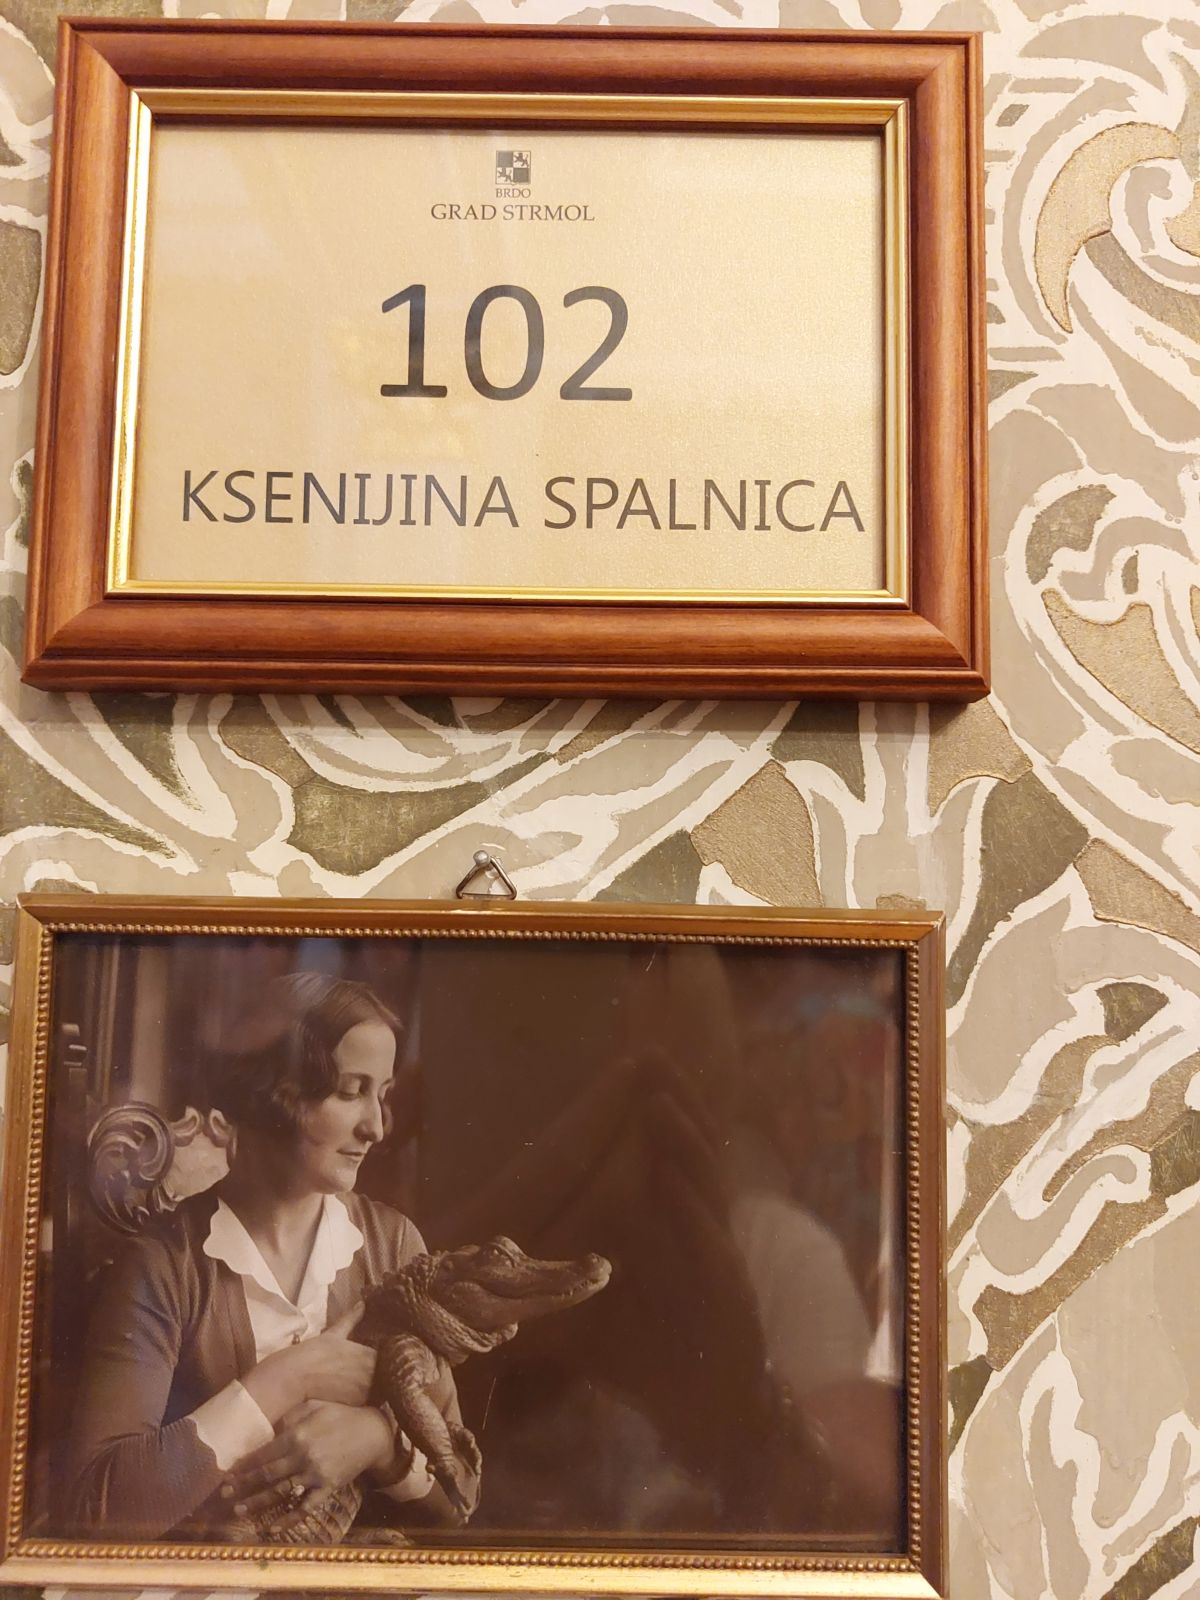 BRDO
GRAD STRMOL
102
KSENIJINA SPALNICA